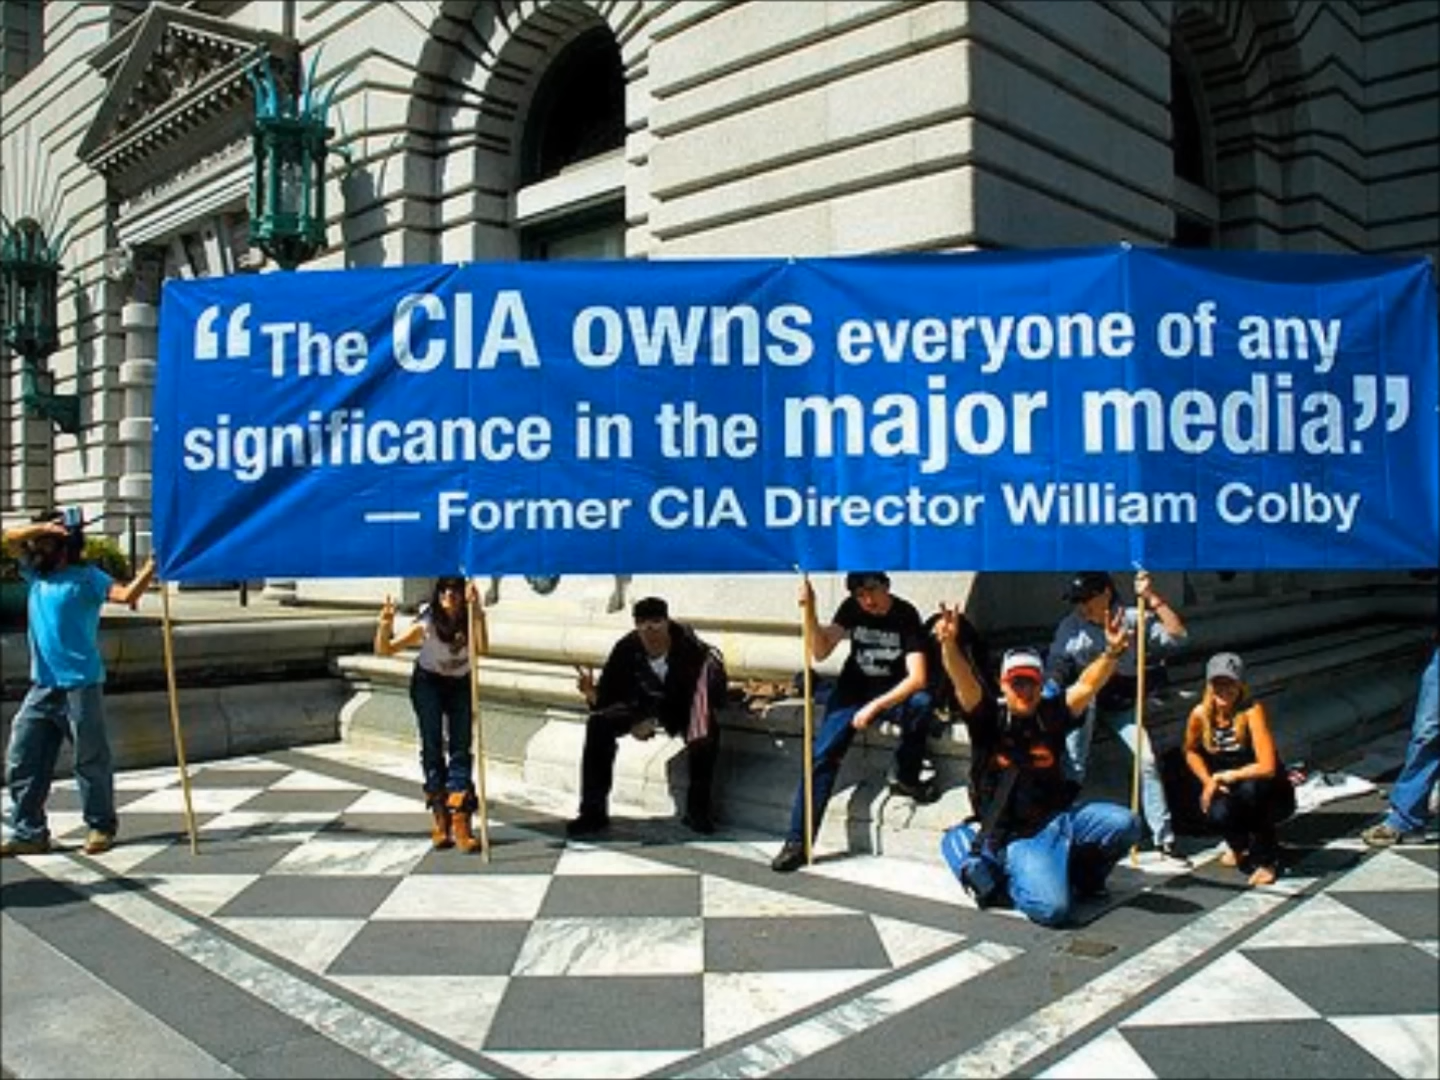 “The CIA owns everyone of any
significance in the major media.”
— Former CIA Director William Colby